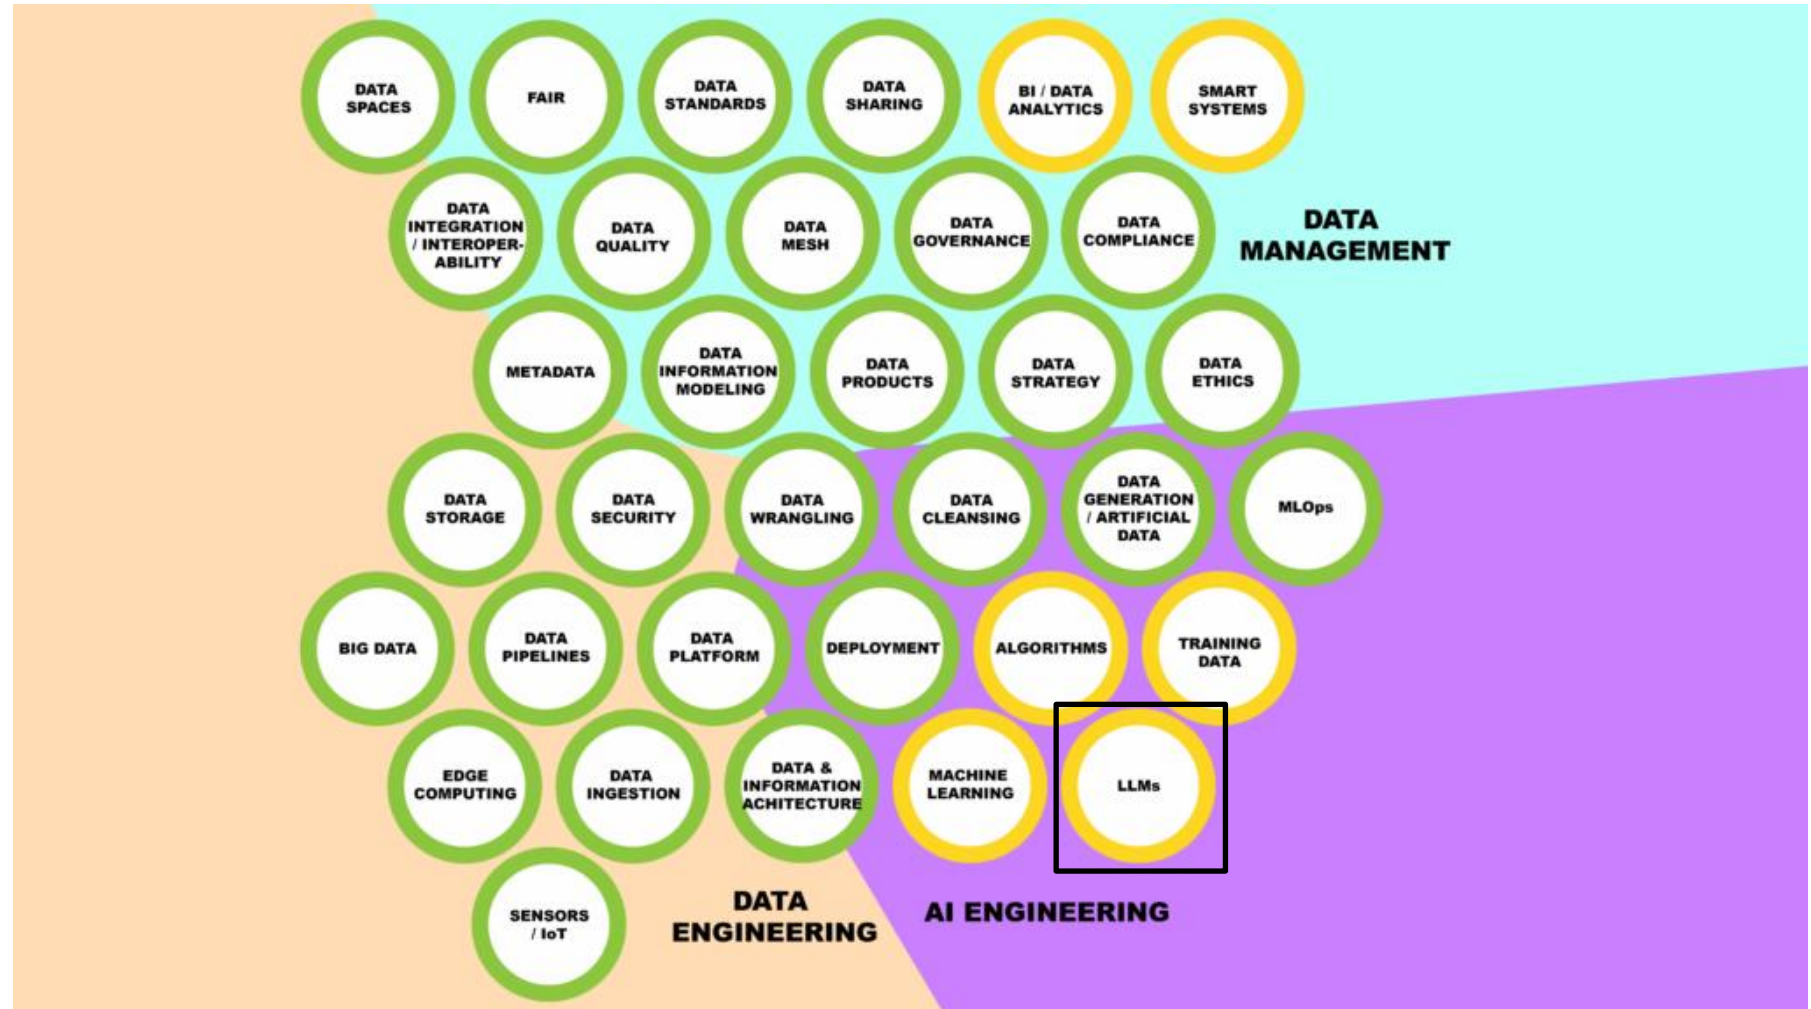 DATA
SPACES
FAIR
DATA
STANDARDS
DATA
SHARING
BI / DATA
ANALYTICS
SMART
SYSTEMS
DATA
INTEGRATION
/ INTEROPER-
ABILITY
DATA
QUALITY
DATA
MESH
DATA
GOVERNANCE
DATA
COMPLIANCE
DATA
MANAGEMENT
METADATA
DATA
INFORMATION
MODELING
DATA
PRODUCTS
DATA
STRATEGY
DATA
ETHICS
DATA
STORAGE
DATA
SECURITY
DATA
WRANGLING
DATA
CLEANSING
DATA
GENERATION
/ ARTIFICIAL
DATA
MLOps
BIG DATA
DATA
PIPELINES
DATA
PLATFORM
DEPLOYMENT
ALGORITHMS
TRAINING
DATA
EDGE
COMPUTING
DATA
INGESTION
DATA &
INFORMATION
ACHITECTURE
MACHINE
LEARNING
LLMs
SENSORS
/ IoT
DATA
ENGINEERING
AI ENGINEERING